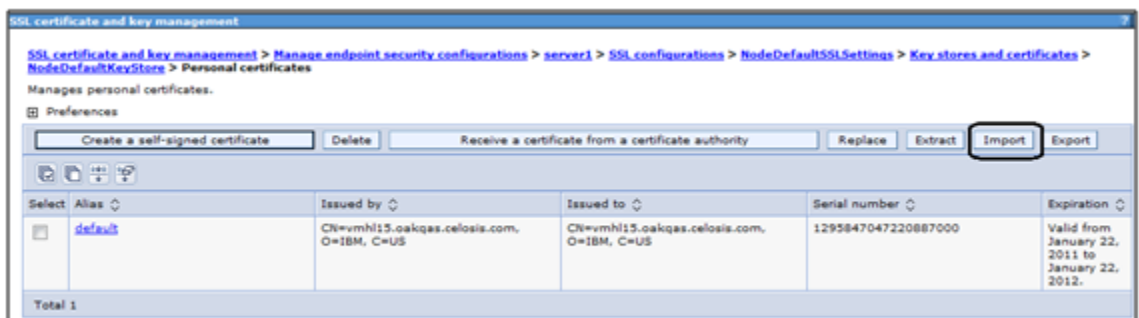 SSL certificate and key management ?
SSL certificate and key management > Manage endpoint security configurations > server1 > SSL configurations > NodeDefaultSSLSettings > Key stores and certificates >
NodeDefaultKeyStore > Personal certificates
Manages personal certificates.
Preferences
Create a self-signed certificate Delete Receive a certificate from a certificate authority Replace Extract Import Export
Select Alias Issued by Issued to Serial number Expiration
default CN=vmhl15.oakqas.celosis.com, CN=vmhl15.oakqas.celosis.com, 1295847047220887000 Valid from
O=IBM, C=US O=IBM, C=US January 22,
2011 to
January 22,
2012.
Total 1